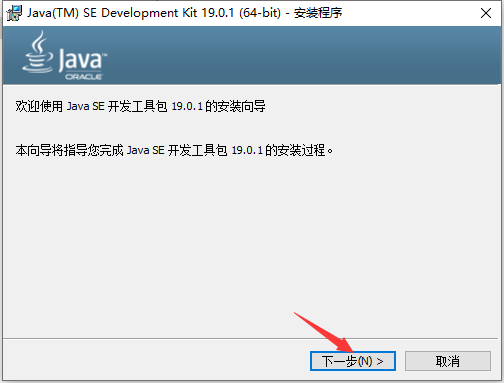 Java(TM) SE Development Kit 19.0.1 (64-bit) - 安装程序
Java
ORACLE
欢迎使用 Java SE 开发工具包 19.0.1 的安装向导
本向导将指导您完成 Java SE 开发工具包 19.0.1 的安装过程。
下一步(N) >
取消